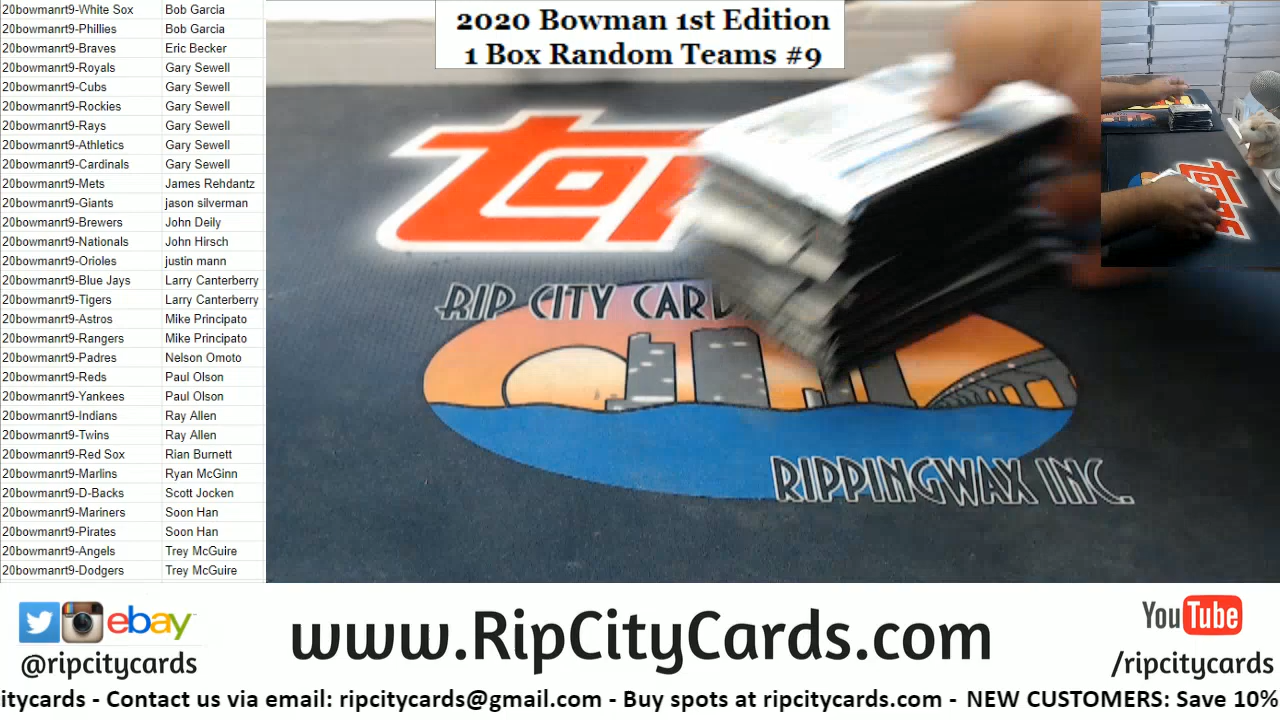 2020 Bowman 1st Edition
1 Box Random Teams #9
20bowmanrt9-White Sox Bob Garcia
20bowmanrt9-Phillies Bob Garcia
20bowmanrt9-Braves Eric Becker
20bowmanrt9-Royals Gary Sewell
20bowmanrt9-Cubs Gary Sewell
20bowmanrt9-Rockies Gary Sewell
20bowmanrt9-Rays Gary Sewell
20bowmanrt9-Athletics Gary Sewell
20bowmanrt9-Cardinals Gary Sewell
20bowmanrt9-Mets James Rehdantz
20bowmanrt9-Giants jason silverman
20bowmanrt9-Brewers John Deily
20bowmanrt9-Nationals John Hirsch
20bowmanrt9-Orioles justin mann
20bowmanrt9-Blue Jays Larry Canterberry
20bowmanrt9-Tigers Larry Canterberry
20bowmanrt9-Astros Mike Principato
20bowmanrt9-Rangers Mike Principato
20bowmanrt9-Padres Nelson Omoto
20bowmanrt9-Reds Paul Olson
20bowmanrt9-Yankees Paul Olson
20bowmanrt9-Indians Ray Allen
20bowmanrt9-Twins Ray Allen
20bowmanrt9-Red Sox Rian Burnett
20bowmanrt9-Marlins Ryan McGinn
20bowmanrt9-D-Backs Scott Jocken
20bowmanrt9-Mariners Soon Han
20bowmanrt9-Pirates Soon Han
20bowmanrt9-Angels Trey McGuire
20bowmanrt9-Dodgers Trey McGuire
top
RIP CITY CARD
RIPPINGWAX INC.
topps
ebay
@ripcitycards
www.RipCityCards.com
YouTube
/ripcitycards
citycards - Contact us via email: ripcitycards@gmail.com - Buy spots at ripcitycards.com - NEW CUSTOMERS: Save 10%